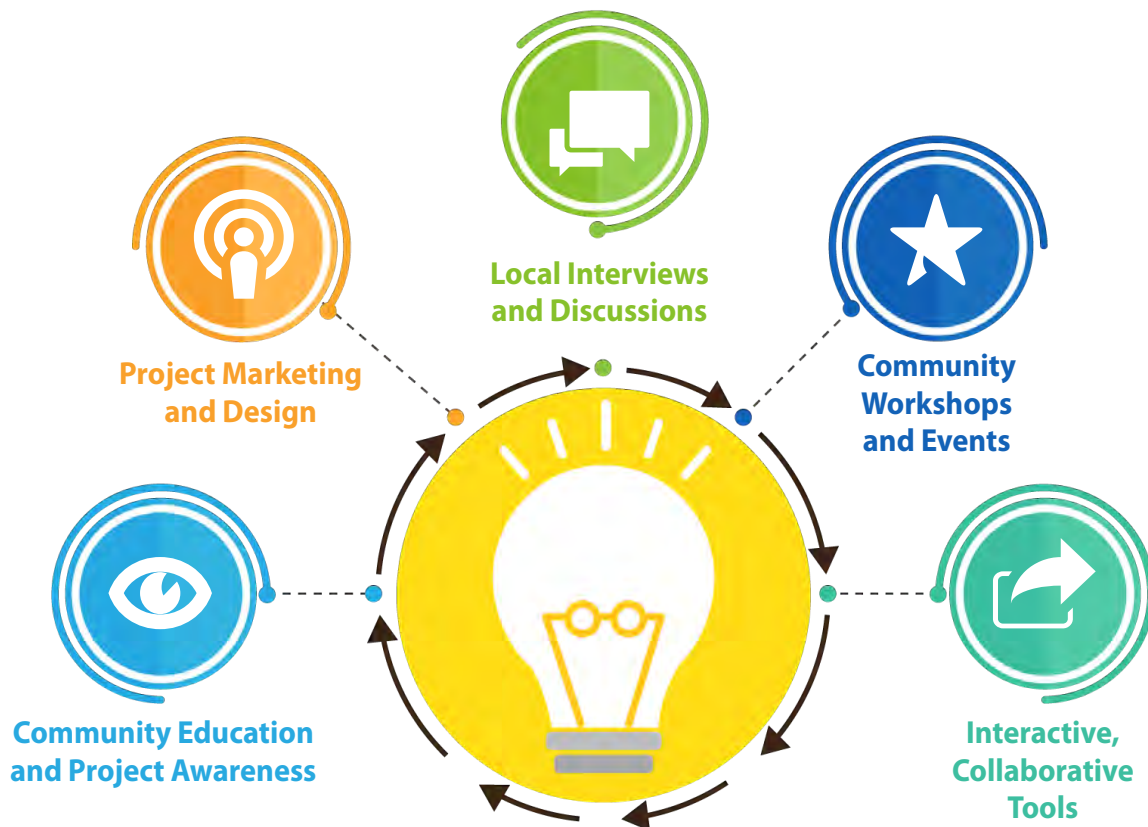 Local Interviews
and Discussions
Project Marketing
and Design
Community
Workshops
and Events
Community Education
and Project Awareness
Interactive,
Collaborative
Tools